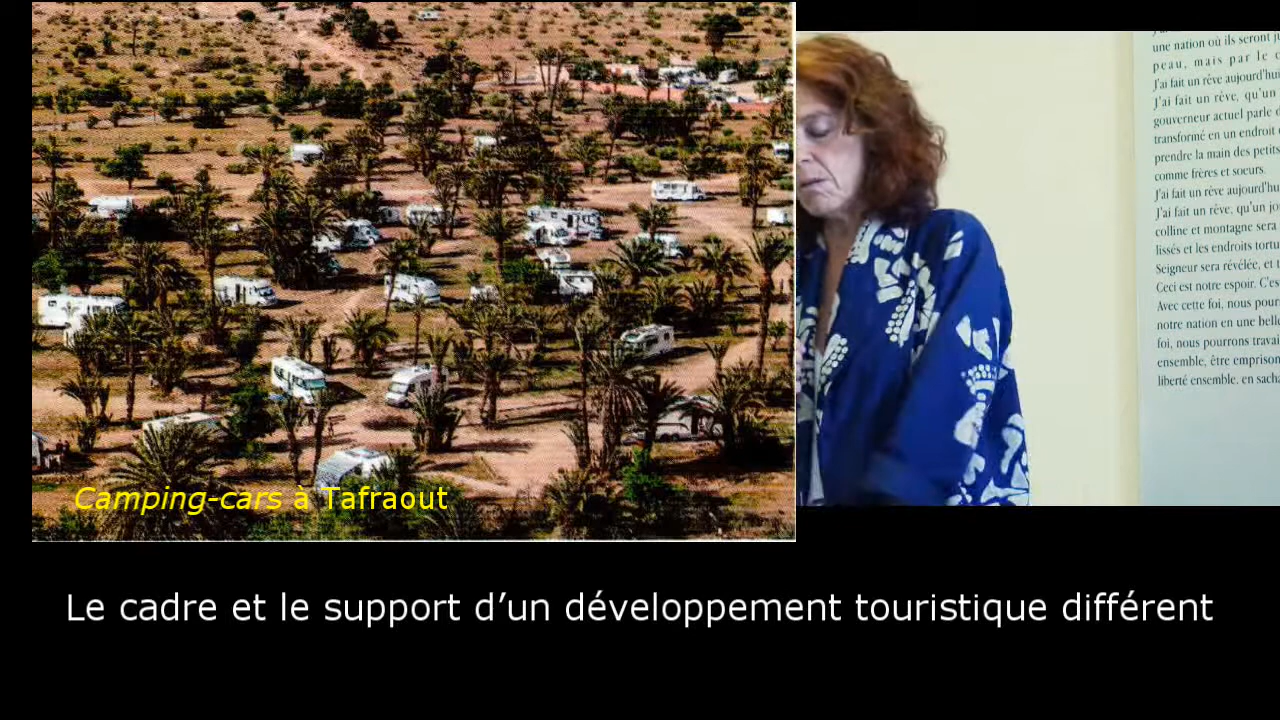 une nation où ils seront
peau, mais par le
J'ai fait un rêve aujourd'hui
J'ai fait un rêve, qu'un
gouverneur actuel parle
transformé en un endroit
prendre la main des petits
comme frères et soeurs.
J'ai fait un rêve aujourd'hu
J'ai fait un rêve, qu'un jo
colline et montagne sera
lissés et les endroits tortu
Seigneur sera révélée, et t
Ceci est notre espoir. C'es
Avec cette foi, nous pour
notre nation en une bell
foi, nous pourrons travai
ensemble, être emprison
liberté ensemble, en sacha
Camping-cars à Tafraout
Le cadre et le support d'un développement touristique différent